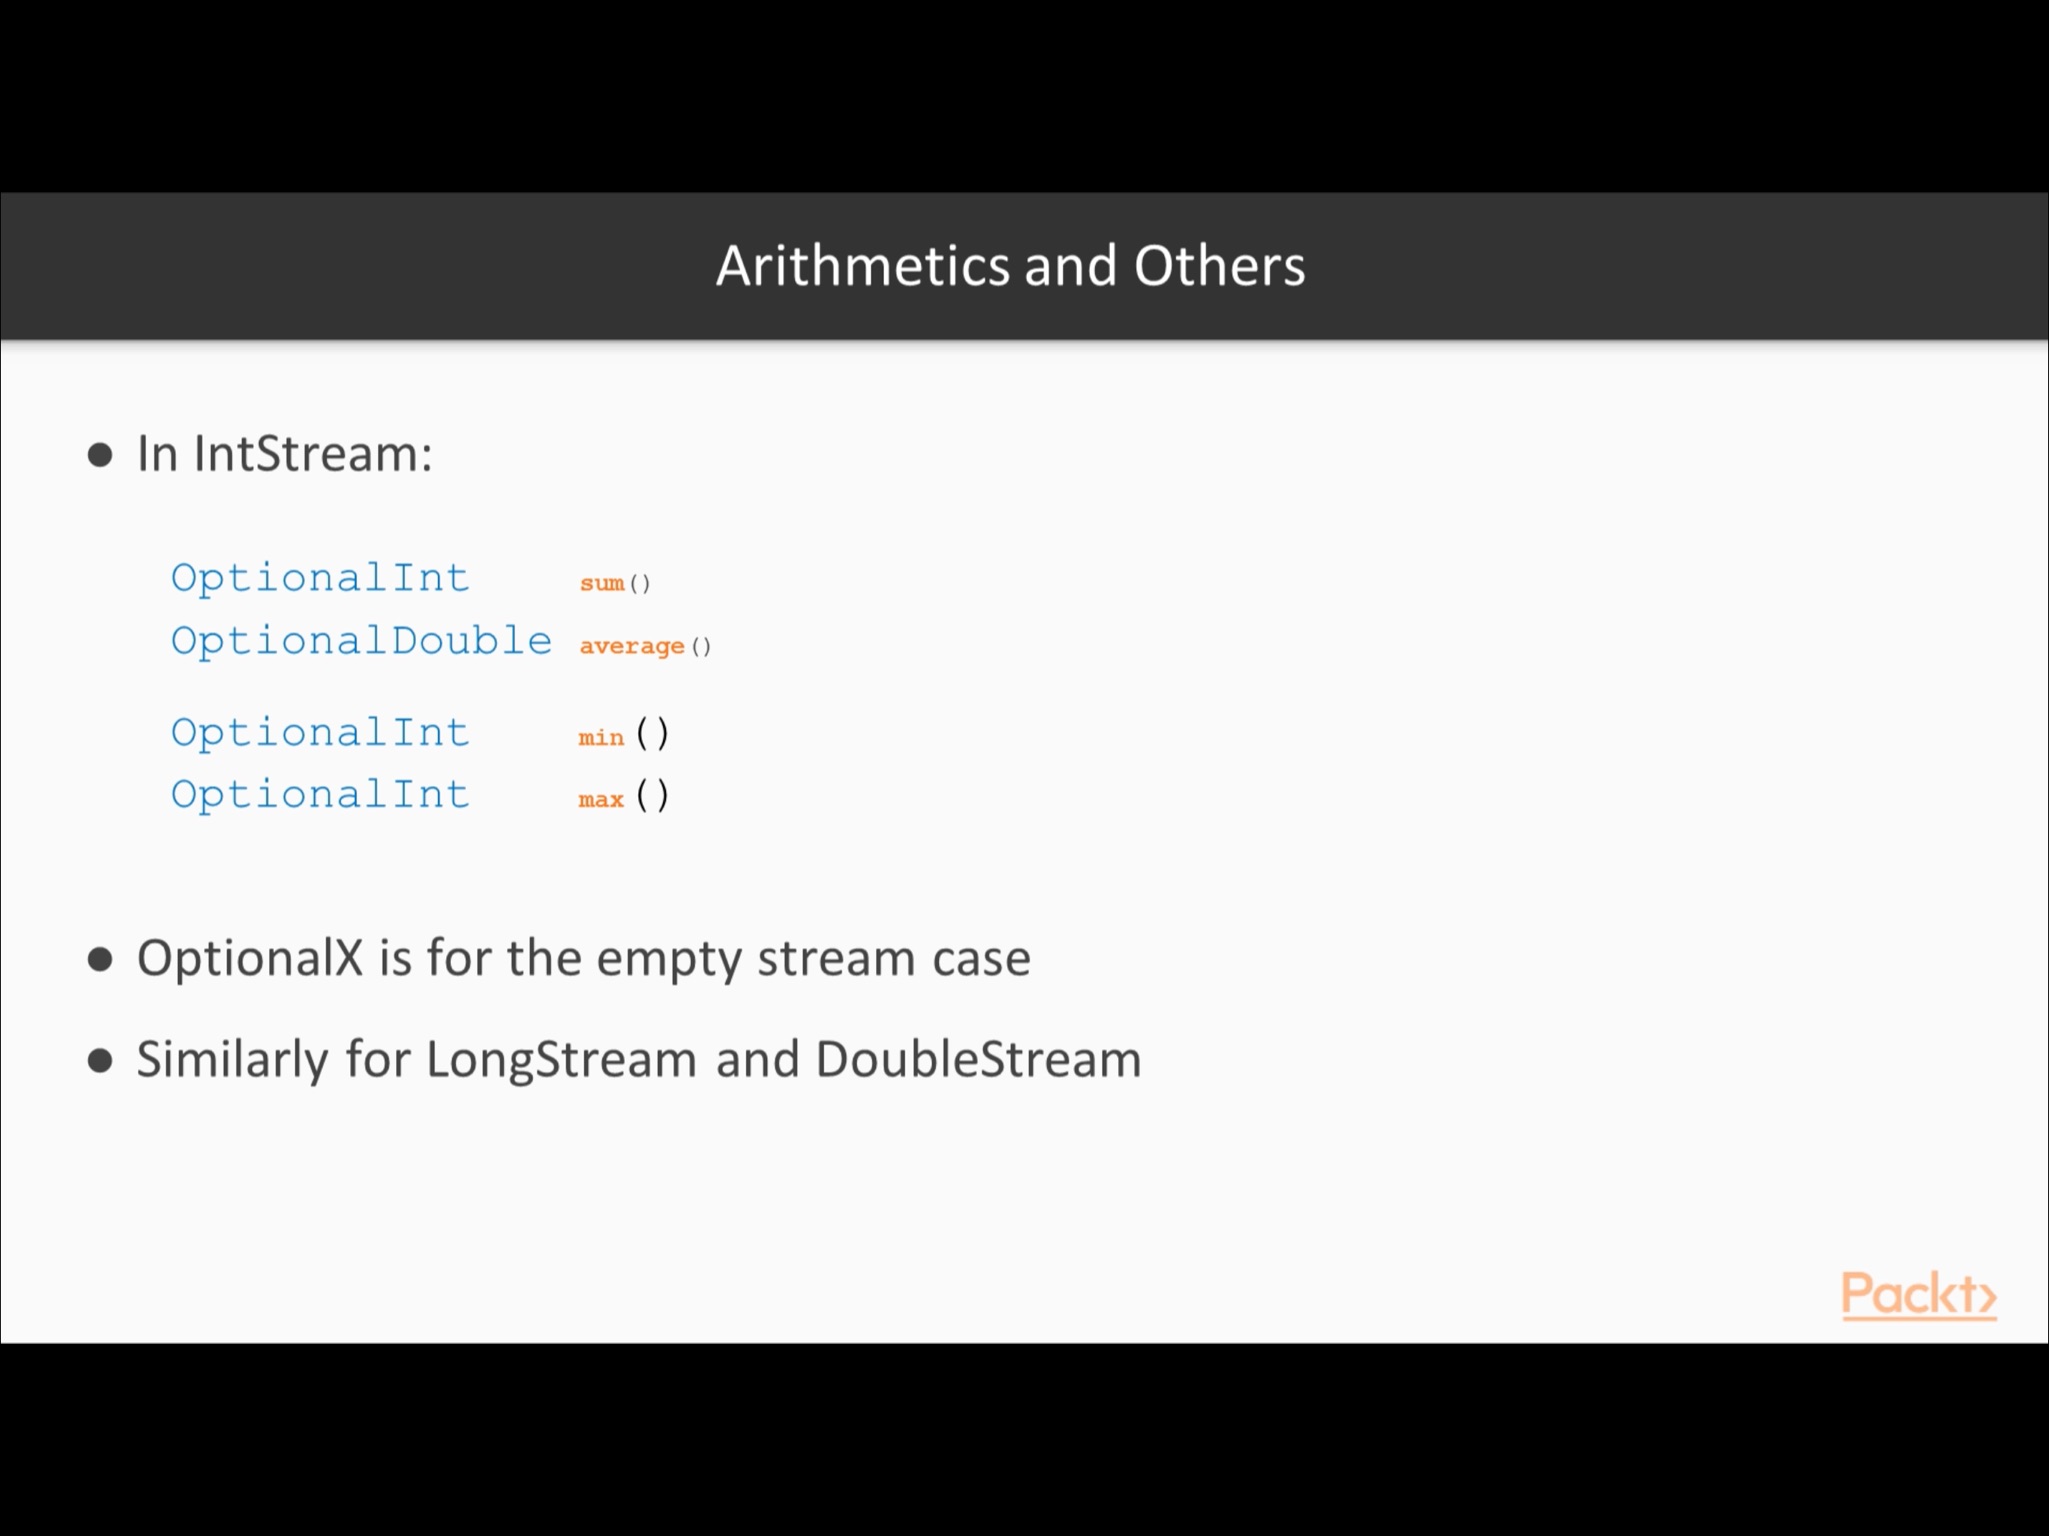 Arithmetics and Others
● In IntStream:
OptionalInt sum()
OptionalDouble average()
OptionalInt min()
OptionalInt max()
● OptionalX is for the empty stream case
● Similarly for LongStream and DoubleStream
Packt>